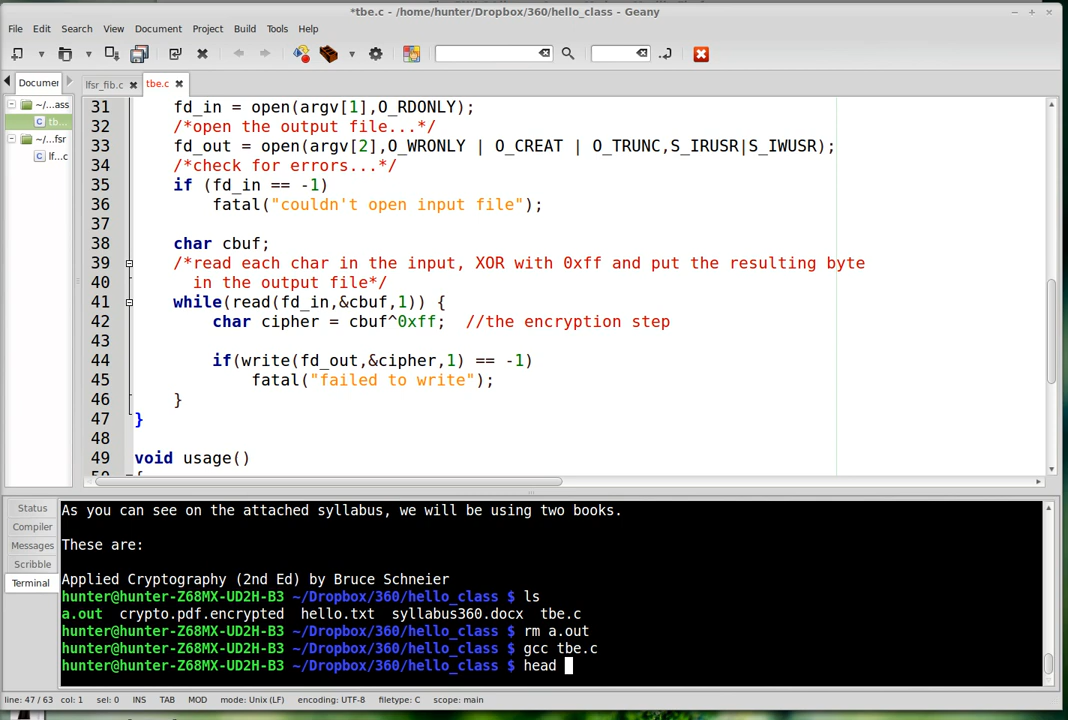 *tbe.c - /home/hunter/Dropbox/360/hello_class - Geany
File Edit Search View Document Project Build Tools Help
Documer
lfsr_fib.c
tbe.c
~/...ass
tb...
~/...fsr
lf...c
31 fd_in = open(argv[1],O_RDONLY);
32 /*open the output file...*/
33 fd_out = open(argv[2],O_WRONLY | O_CREAT | O_TRUNC,S_IRUSR|S_IWUSR);
34 /*check for errors...*/
35 if (fd_in == -1)
36 fatal("couldn't open input file");
37
38 char cbuf;
39 /*read each char in the input, XOR with 0xff and put the resulting byte
40 in the output file*/
41 while(read(fd_in,&cbuf,1)) {
42 char cipher = cbuf^0xff; //the encryption step
43
44 if(write(fd_out,&cipher,1) == -1)
45 fatal("failed to write");
46 }
47 }
48
49 void usage()
50 {
Status
Compiler
Messages
Scribble
Terminal
As you can see on the attached syllabus, we will be using two books.
These are:
Applied Cryptography (2nd Ed) by Bruce Schneier
hunter@hunter-Z68MX-UD2H-B3 ~/Dropbox/360/hello_class $ ls
a.out crypto.pdf.encrypted hello.txt syllabus360.docx tbe.c
hunter@hunter-Z68MX-UD2H-B3 ~/Dropbox/360/hello_class $ rm a.out
hunter@hunter-Z68MX-UD2H-B3 ~/Dropbox/360/hello_class $ gcc tbe.c
hunter@hunter-Z68MX-UD2H-B3 ~/Dropbox/360/hello_class $ head
line: 47 / 63 col: 1 sel: 0 INS TAB MOD mode: Unix (LF) encoding: UTF-8 filetype: C scope: main